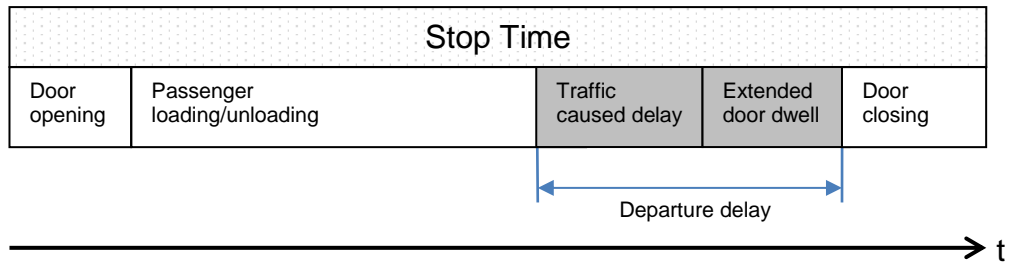 Stop Time
Door
opening
Passenger
loading/unloading
Traffic
caused delay
Extended
door dwell
Door
closing
Departure delay
t